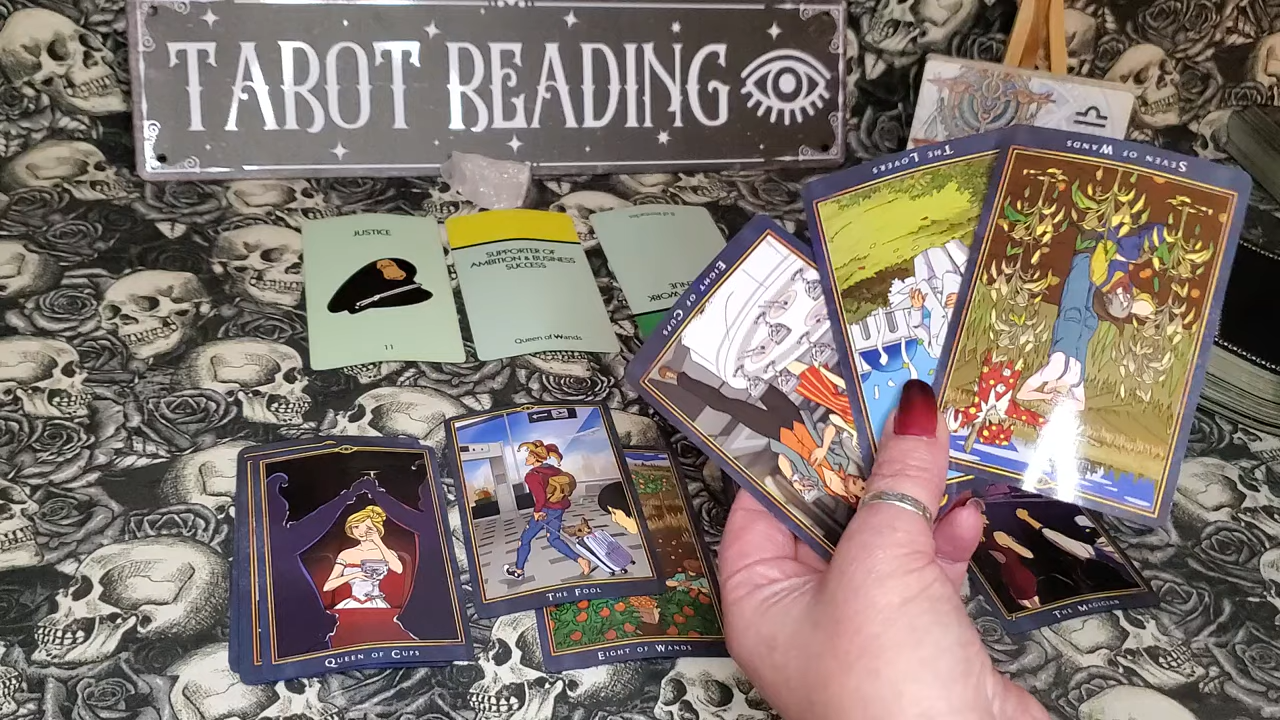 TAROT READING
JUSTICE
11
SUPPORTER OF
AMBITION & BUSINESS
SUCCESS
Queen of Wands
WORK
EIGHT OF CUPS
THE LOVERS
SEVEN OF WANDS
QUEEN OF CUPS
THE FOOL
EIGHT OF WANDS
THE MAGICIAN